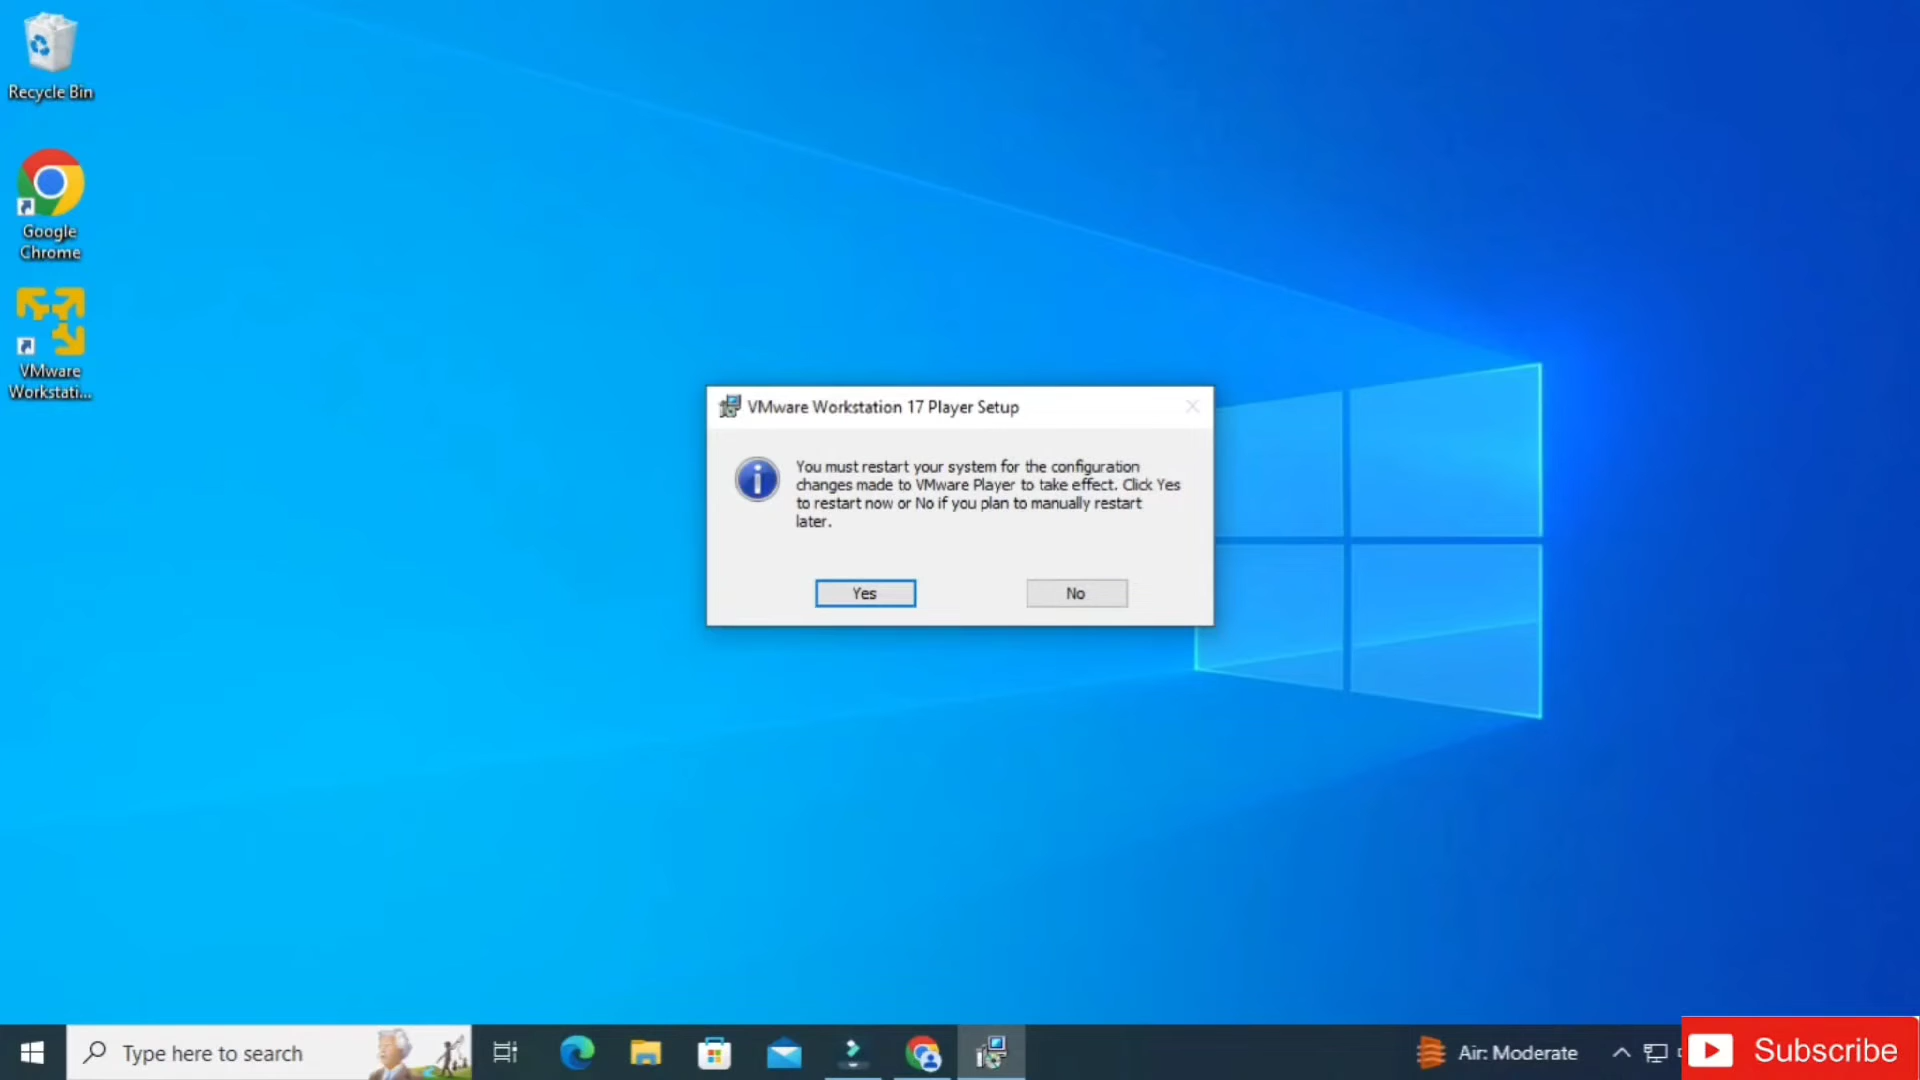 Recycle Bin
Google
Chrome
VMware
Workstati...
VMware Workstation 17 Player Setup
You must restart your system for the configuration
changes made to VMware Player to take effect. Click Yes
to restart now or No if you plan to manually restart
later.
Yes
No
Type here to search
Air: Moderate
Subscribe